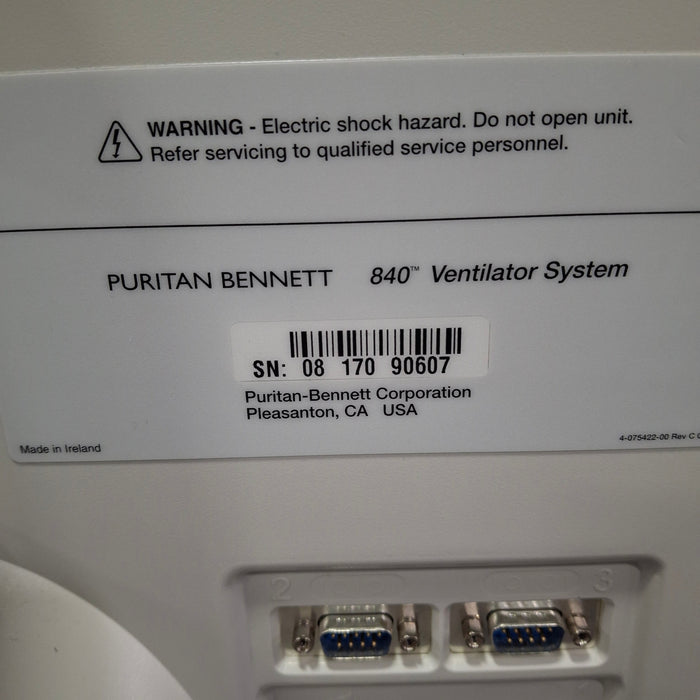 WARNING - Electric shock hazard. Do not open unit.
Refer servicing to qualified service personnel.
PURITAN BENNETT 840™ Ventilator System
SN: 08 170 90607
Puritan-Bennett Corporation
Pleasanton, CA USA
Made in Ireland
4-075422-00 Rev C
2 3